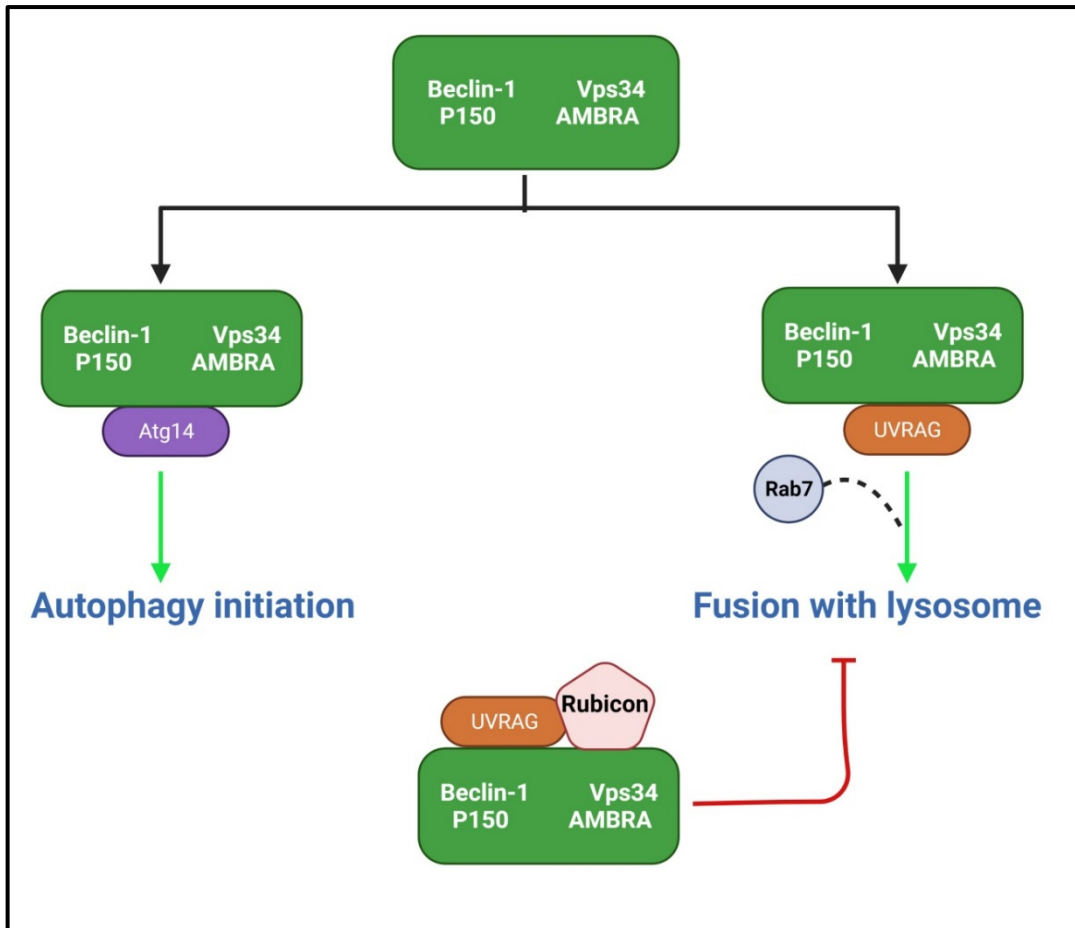 Beclin-1 Vps34
P150 AMBRA
Beclin-1 Vps34
P150 AMBRA
Atg14
Beclin-1 Vps34
P150 AMBRA
UVRAG
Rab7
Autophagy initiation
Fusion with lysosome
UVRAG
Rubicon
Beclin-1 Vps34
P150 AMBRA